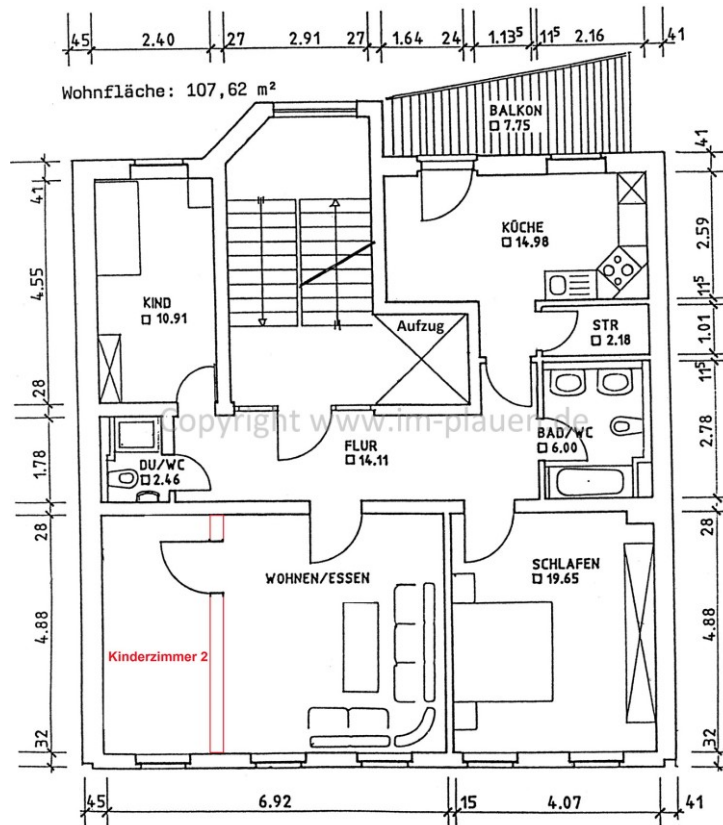 45 2.40 27 2.91 27 1.64 24 1.13⁵ 11⁵ 2.16 41
Wohnfläche: 107,62 m²
BALKON
□ 7.75
41
41
KÜCHE
□ 14.98
2.59
4.55
KIND
□ 10.91
11⁵
Aufzug
STR
□ 2.18
1.01
28
11⁵
Copyright www.im-plauen.de
FLUR
□ 14.11
BAD/WC
□ 6.00
2.78
1.78
DU/WC
□ 2.46
28
28
WOHNEN/ESSEN
SCHLAFEN
□ 19.65
4.88
4.88
Kinderzimmer 2
32
32
45 6.92 15 4.07 41